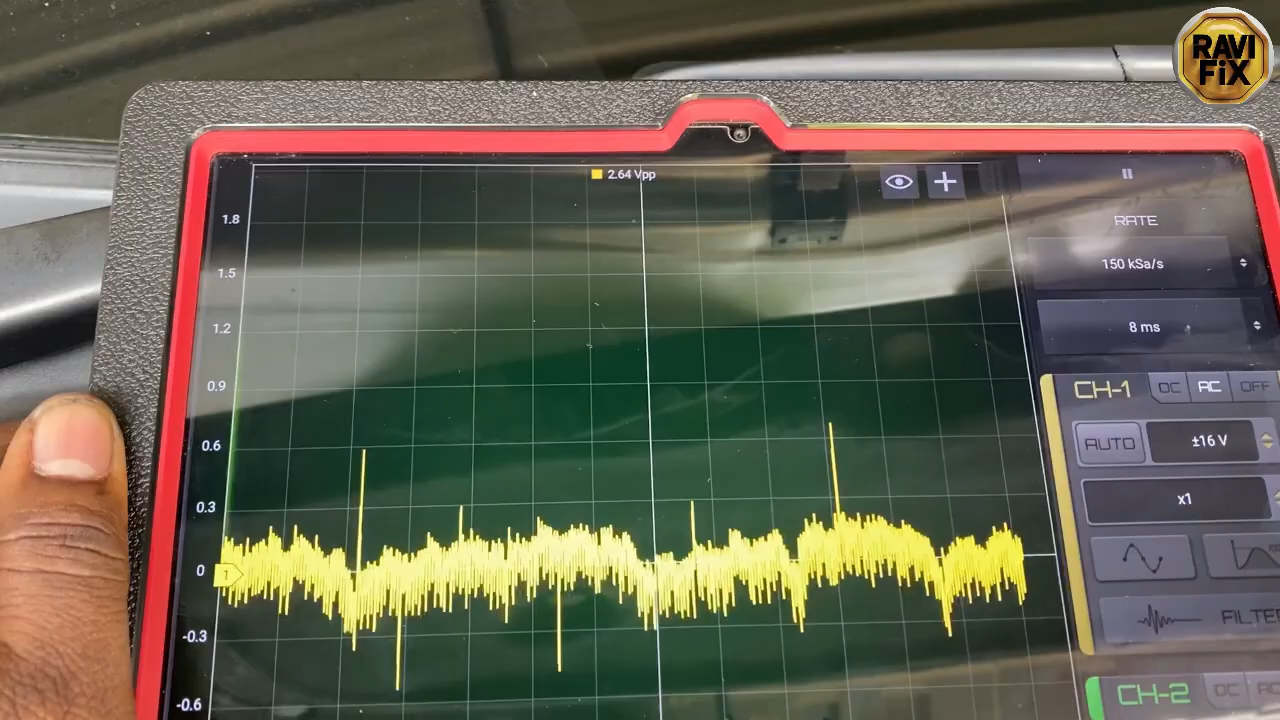 RAVI
FiX
2.64 Vpp
RATE
150 kSa/s
8 ms
CH-1
DC
AC
OFF
AUTO
±16 V
x1
CH-2
DC
1.8
1.5
1.2
0.9
0.6
0.3
0
1
-0.3
-0.6